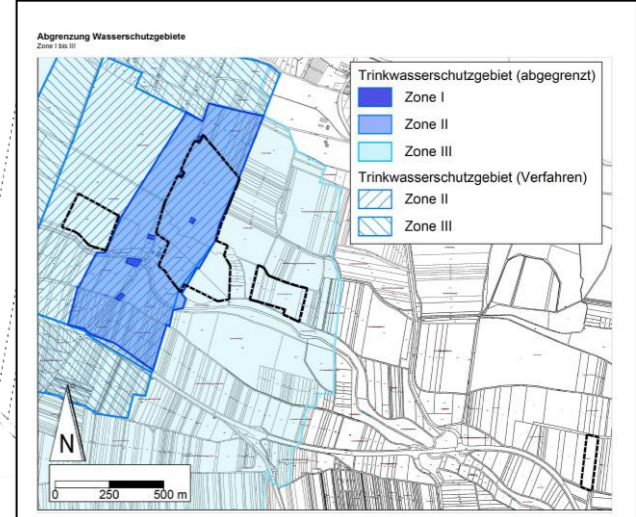 Abgrenzung Wasserschutzgebiete
Zone I bis III
Trinkwasserschutzgebiet (abgegrenzt)
Zone I
Zone II
Zone III
Trinkwasserschutzgebiet (Verfahren)
Zone II
Zone III
N
0 250 500 m